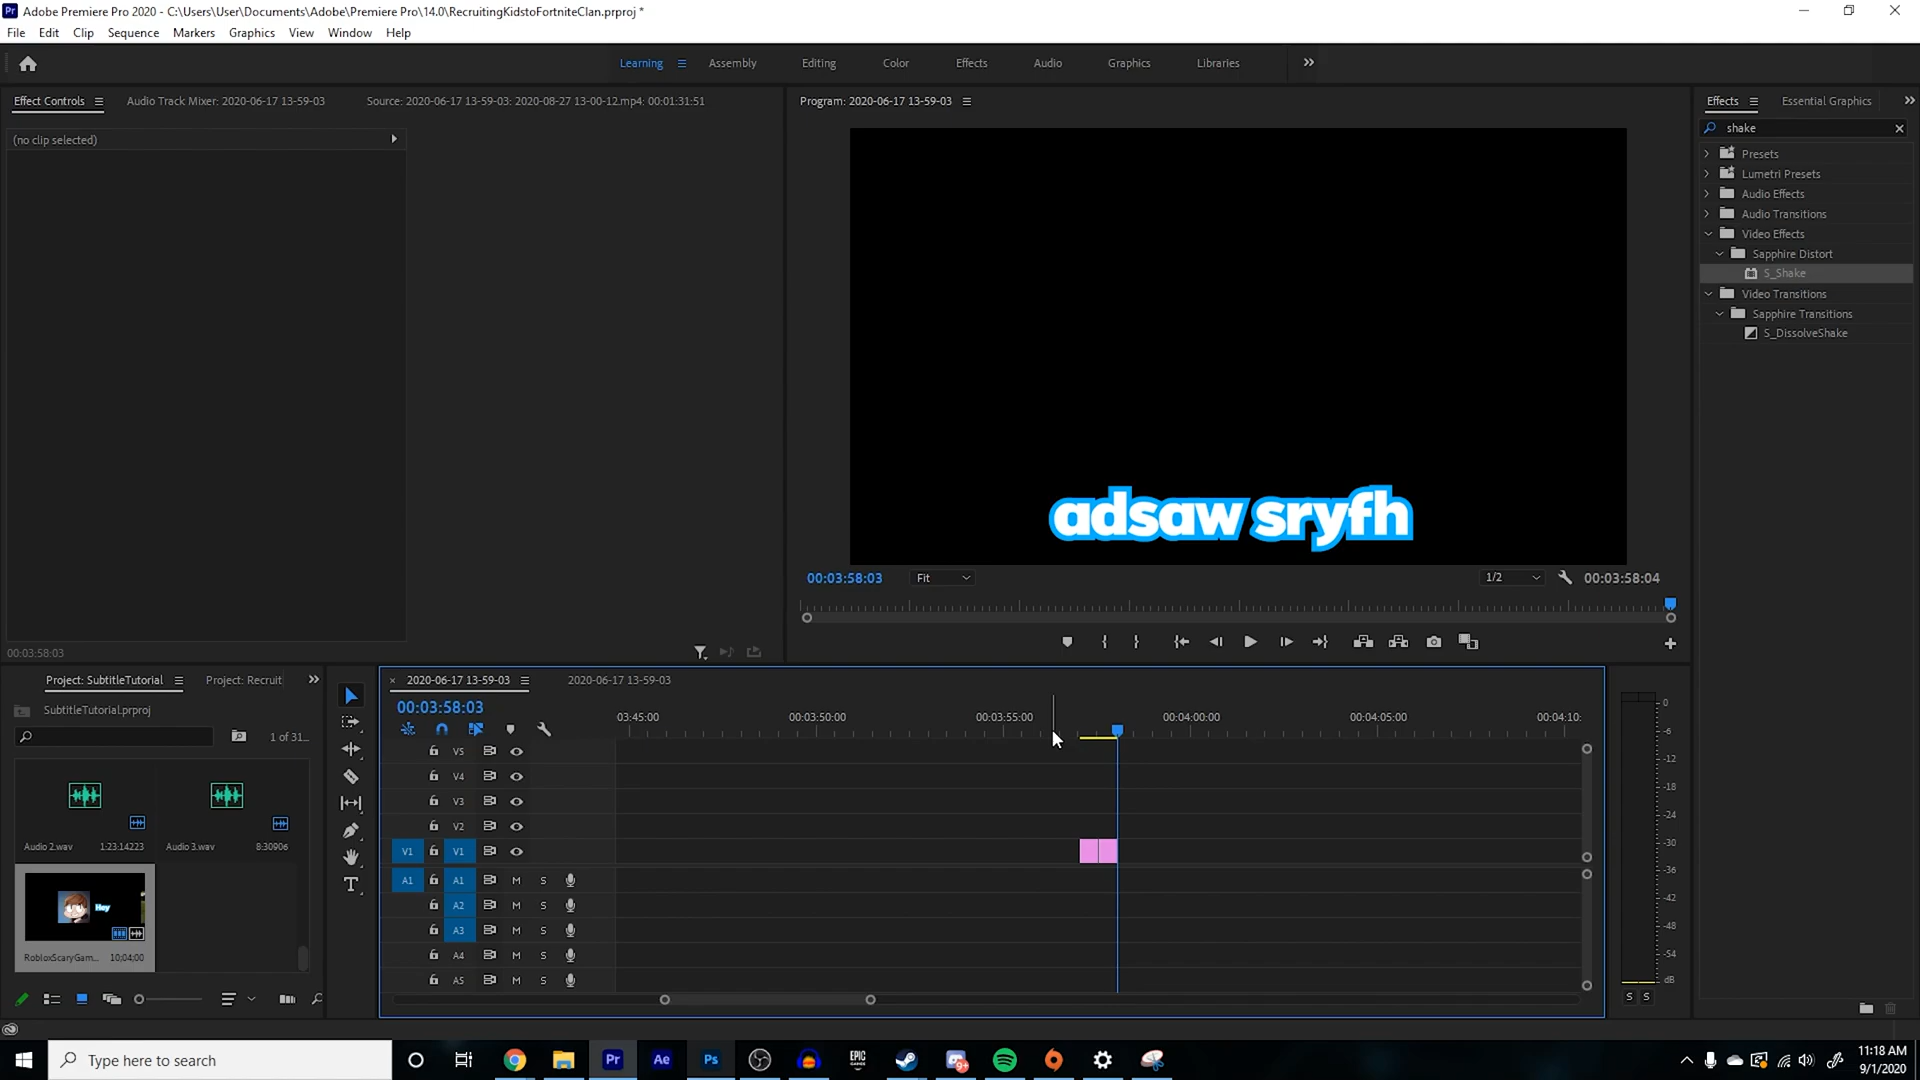 Pr Adobe Premiere Pro 2020 - C:\Users\User\Documents\Adobe\Premiere Pro\14.0\RecruitingKidstoFortniteClan.prproj *
File Edit Clip Sequence Markers Graphics View Window Help
Learning Assembly Editing Color Effects Audio Graphics Libraries
Effect Controls Audio Track Mixer: 2020-06-17 13-59-03 Source: 2020-06-17 13-59-03: 2020-08-27 13-00-12.mp4: 00:01:31:51
Program: 2020-06-17 13-59-03
Effects Essential Graphics
(no clip selected)
shake
Presets
Lumetri Presets
Audio Effects
Audio Transitions
Video Effects
Sapphire Distort
S_Shake
Video Transitions
Sapphire Transitions
S_DissolveShake
adsaw sryfh
00:03:58:03 Fit 1/2 00:03:58:04
00:03:58:03
Project: SubtitleTutorial Project: Recruit
SubtitleTutorial.prproj
1 of 31...
Audio 2.wav 1:23:14223 Audio 3.wav 8:30906
Hey
RobloxScaryGam... 10;04;00
2020-06-17 13-59-03 2020-06-17 13-59-03
00:03:58:03
03:45:00 00:03:50:00 00:03:55:00 00:04:00:00 00:04:05:00 00:04:10:
V5
V4
V3
V2
V1 V1
A1 A1 M S
A2 M S
A3 M S
A4 M S
A5 M S
0
-6
-12
-18
-24
-30
-36
-42
-48
-54
dB
S S
Type here to search
Pr Ae Ps EPIC GAMES
11:18 AM
9/1/2020